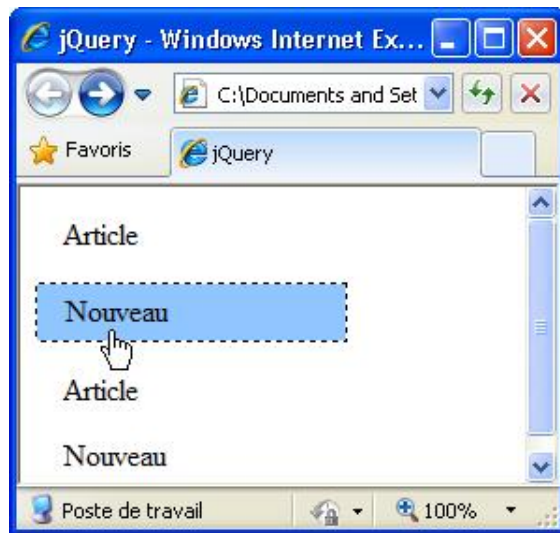 jQuery - Windows Internet Ex...
C:\Documents and Set
Favoris
jQuery
Article
Nouveau
Article
Nouveau
Poste de travail
100%